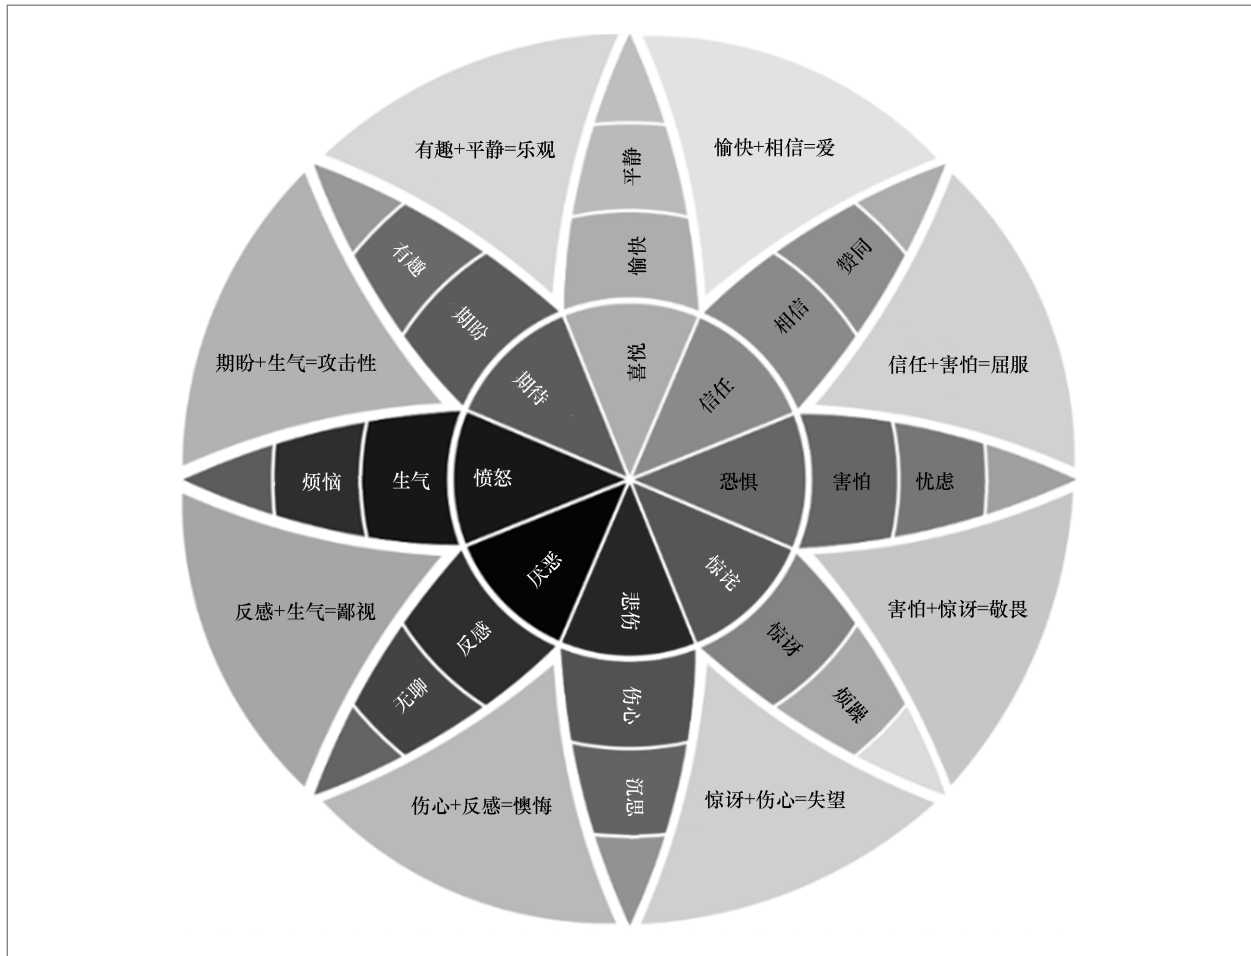 有趣+平静=乐观
愉快+相信=爱
平静
愉快
有趣
期盼
赞同
相信
期盼+生气=攻击性
信任+害怕=屈服
喜悦
期待
信任
烦恼
生气
愤怒
恐惧
害怕
忧虑
厌恶
悲伤
惊诧
反感+生气=鄙视
害怕+惊讶=敬畏
反感
无聊
惊讶
烦躁
伤心
沉思
伤心+反感=懊悔
惊讶+伤心=失望